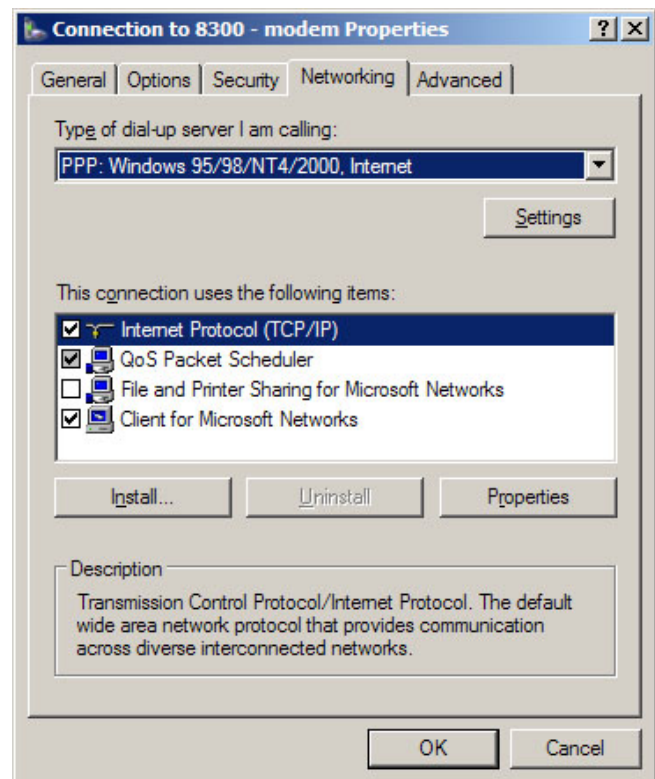 Connection to 8300 - modem Properties
General Options Security Networking Advanced
Type of dial-up server I am calling:
PPP: Windows 95/98/NT4/2000, Internet
Settings
This connection uses the following items:
Internet Protocol (TCP/IP)
QoS Packet Scheduler
File and Printer Sharing for Microsoft Networks
Client for Microsoft Networks
Install... Uninstall Properties
Description
Transmission Control Protocol/Internet Protocol. The default
wide area network protocol that provides communication
across diverse interconnected networks.
OK Cancel